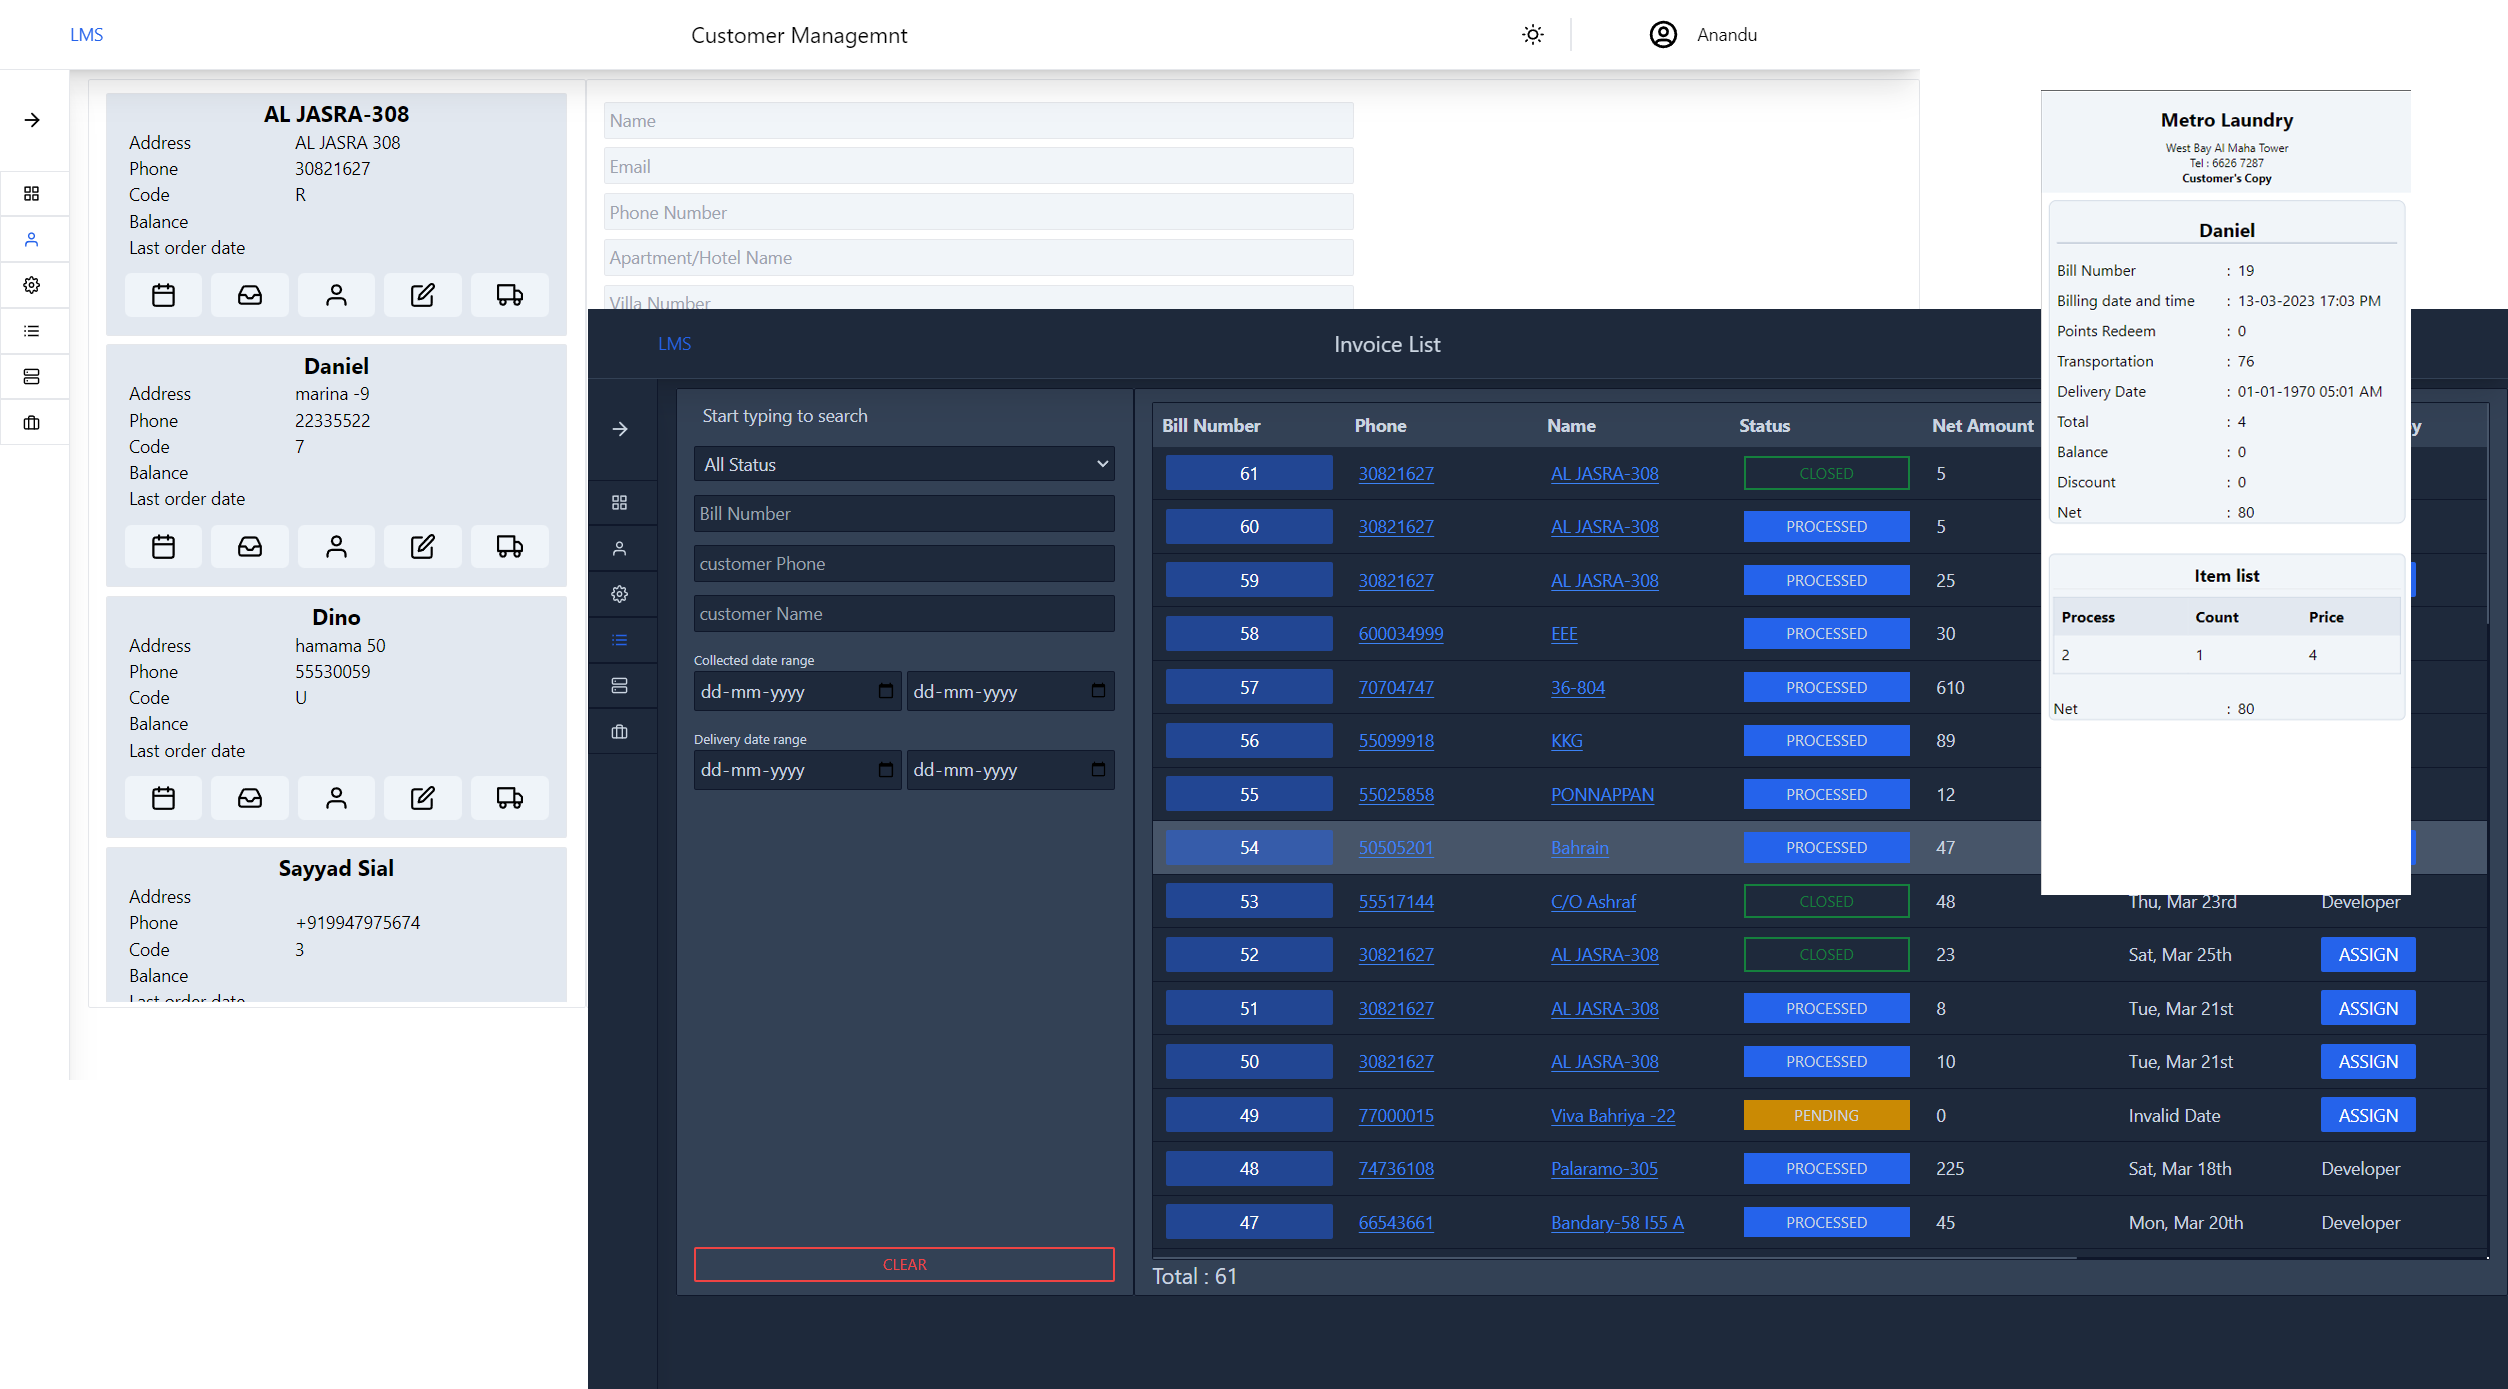 LMS
Customer Managemnt
Anandu
AL JASRA-308
Address AL JASRA 308
Phone 30821627
Code R
Balance
Last order date
Daniel
Address marina -9
Phone 22335522
Code 7
Balance
Last order date
Dino
Address hamama 50
Phone 55530059
Code U
Balance
Last order date
Sayyad Sial
Address
Phone +919947975674
Code 3
Balance
Last order date
Name
Email
Phone Number
Apartment/Hotel Name
Villa Number
LMS
Invoice List
Start typing to search
All Status
Bill Number
customer Phone
customer Name
Collected date range
dd-mm-yyyy dd-mm-yyyy
Delivery date range
dd-mm-yyyy dd-mm-yyyy
CLEAR
Bill Number Phone Name Status Net Amount y
61 30821627 AL JASRA-308 CLOSED 5
60 30821627 AL JASRA-308 PROCESSED 5
59 30821627 AL JASRA-308 PROCESSED 25
58 600034999 EEE PROCESSED 30
57 70704747 36-804 PROCESSED 610
56 55099918 KKG PROCESSED 89
55 55025858 PONNAPPAN PROCESSED 12
54 50505201 Bahrain PROCESSED 47
53 55517144 C/O Ashraf CLOSED 48 Thu, Mar 23rd Developer
52 30821627 AL JASRA-308 CLOSED 23 Sat, Mar 25th ASSIGN
51 30821627 AL JASRA-308 PROCESSED 8 Tue, Mar 21st ASSIGN
50 30821627 AL JASRA-308 PROCESSED 10 Tue, Mar 21st ASSIGN
49 77000015 Viva Bahriya -22 PENDING 0 Invalid Date ASSIGN
48 74736108 Palaramo-305 PROCESSED 225 Sat, Mar 18th Developer
47 66543661 Bandary-58 I55 A PROCESSED 45 Mon, Mar 20th Developer
Total : 61
Metro Laundry
West Bay Al Maha Tower
Tel : 6626 7287
Customer's Copy
Daniel
Bill Number : 19
Billing date and time : 13-03-2023 17:03 PM
Points Redeem : 0
Transportation : 76
Delivery Date : 01-01-1970 05:01 AM
Total : 4
Balance : 0
Discount : 0
Net : 80
Item list
Process Count Price
2 1 4
Net : 80